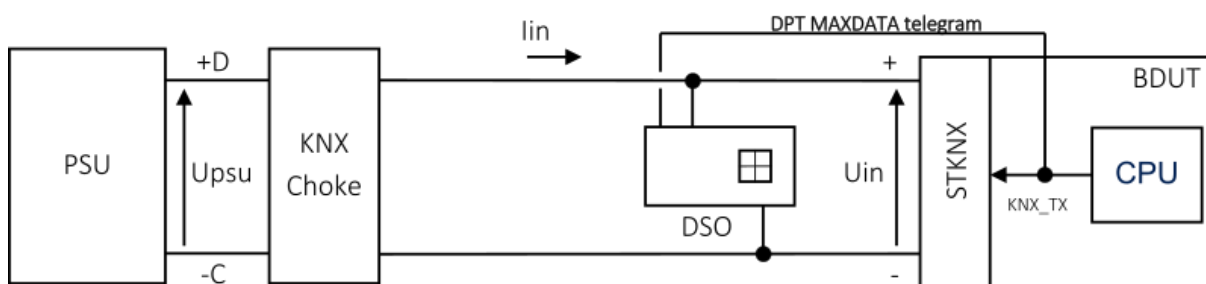 Iin
DPT MAXDATA telegram
+D
+
BDUT
PSU
Upsu
KNX
Choke
Uin
STKNX
CPU
KNX_TX
DSO
-C
-